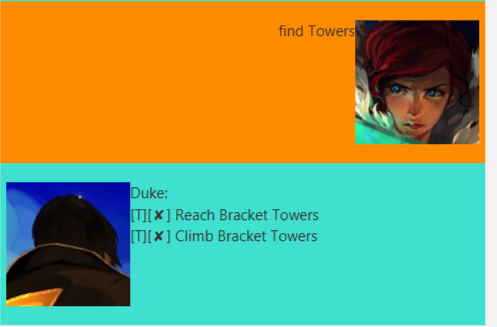 find Towers
Duke:
[T][✘] Reach Bracket Towers
[T][✘] Climb Bracket Towers